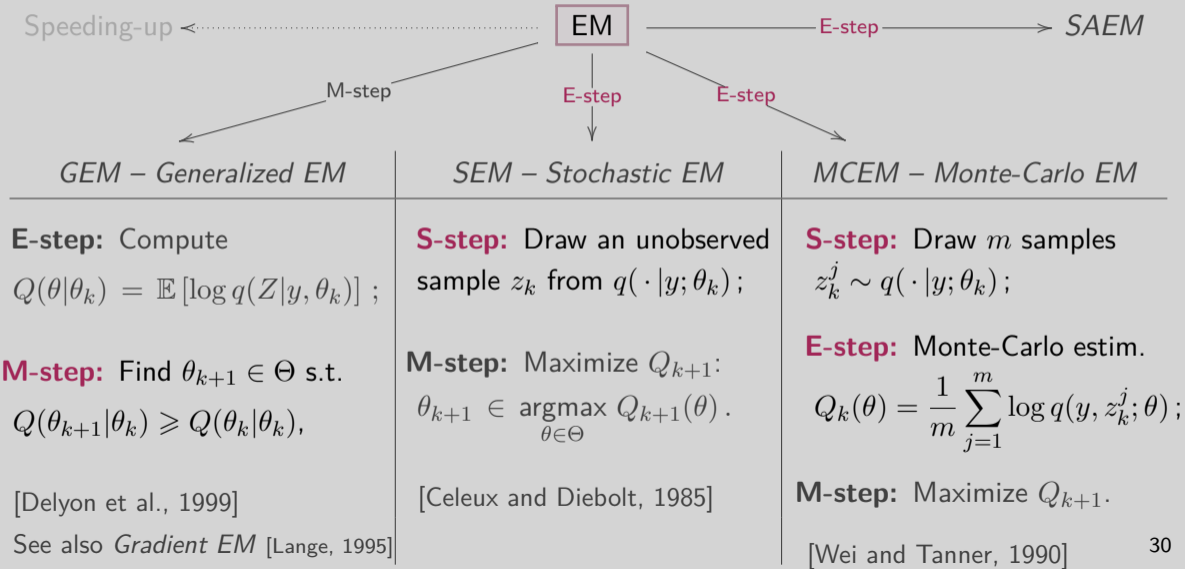 Speeding-up
EM
E-step
SAEM
M-step
E-step
E-step
GEM – Generalized EM
E-step: Compute
Q(θ|θ_k) = 𝔼 [log q(Z|y, θ_k)] ;
M-step: Find θ_{k+1} ∈ Θ s.t.
Q(θ_{k+1}|θ_k) ⩾ Q(θ_k|θ_k),
[Delyon et al., 1999]
See also Gradient EM [Lange, 1995]
SEM – Stochastic EM
S-step: Draw an unobserved
sample z_k from q( · |y; θ_k) ;
M-step: Maximize Q_{k+1}:
θ_{k+1} ∈ argmax_{θ∈Θ} Q_{k+1}(θ) .
[Celeux and Diebolt, 1985]
MCEM – Monte-Carlo EM
S-step: Draw m samples
z_k^j ∼ q( · |y; θ_k) ;
E-step: Monte-Carlo estim.
Q_k(θ) = 1/m ∑_{j=1}^{m} log q(y, z_k^j; θ) ;
M-step: Maximize Q_{k+1}.
[Wei and Tanner, 1990]
30